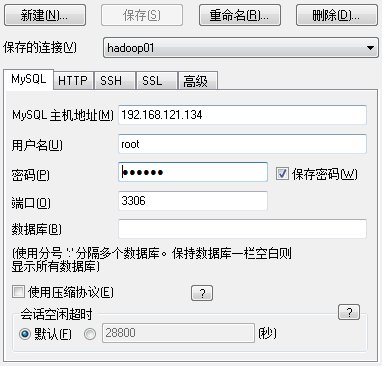 新建(N)... 保存(S) 重命名(R)... 删除(D)...
保存的连接(V) hadoop01
MySQL HTTP SSH SSL 高级
MySQL 主机地址(M) 192.168.121.134
用户名(U) root
密码(P) ●●●●●● 保存密码(W)
端口(O) 3306
数据库(B)
(使用分号 ';' 分隔多个数据库。保持数据库一栏空白则
显示所有数据库)
使用压缩协议(E) ?
会话空闲超时 ?
默认(F) 28800 (秒)